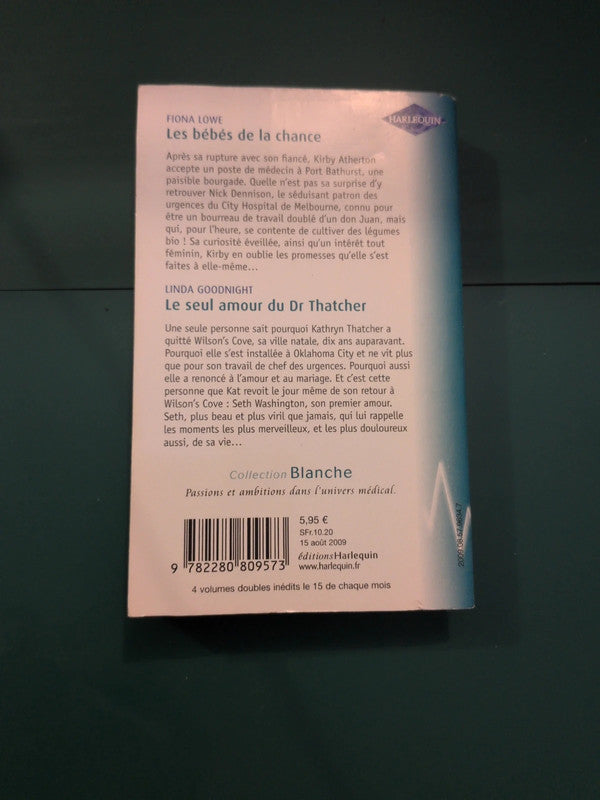 HARLEQUIN
FIONA LOWE
Les bébés de la chance
Après sa rupture avec son fiancé, Kirby Atherton
accepte un poste de médecin à Port Bathurst, une
paisible bourgade. Quelle n'est pas sa surprise d'y
retrouver Nick Dennison, le séduisant patron des
urgences du City Hospital de Melbourne, connu pour
être un bourreau de travail doublé d'un don Juan, mais
qui, pour l'heure, se contente de cultiver des légumes
bio ! Sa curiosité éveillée, ainsi qu'un intérêt tout
féminin, Kirby en oublie les promesses qu'elle s'est
faites à elle-même...
LINDA GOODNIGHT
Le seul amour du Dr Thatcher
Une seule personne sait pourquoi Kathryn Thatcher a
quitté Wilson's Cove, sa ville natale, dix ans auparavant.
Pourquoi elle s'est installée à Oklahoma City et ne vit plus
que pour son travail de chef des urgences. Pourquoi aussi
elle a renoncé à l'amour et au mariage. Et c'est cette
personne que Kat revoit le jour même de son retour à
Wilson's Cove : Seth Washington, son premier amour.
Seth, plus beau et plus viril que jamais, qui lui rappelle
les moments les plus merveilleux, et les plus douloureux
aussi, de sa vie...
Collection Blanche
Passions et ambitions dans l'univers médical.
5,95 €
SFr.10.20
15 août 2009
éditionsHarlequin
www.harlequin.fr
9 782280 809573
4 volumes doubles inédits le 15 de chaque mois